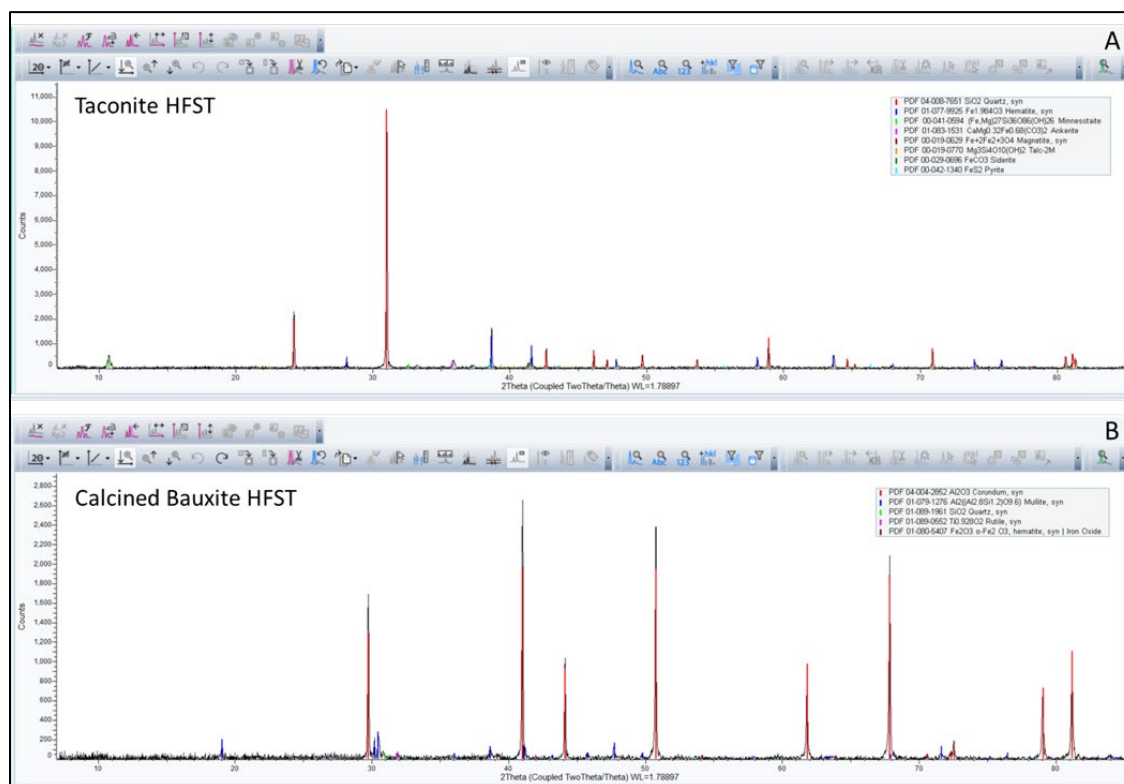 A
Taconite HFST
PDF 04-008-7651 SiO2 Quartz, syn
PDF 01-077-9925 Fe1.984O3 Hematite, syn
PDF 00-041-0594 (Fe,Mg)27Si36O86(OH)26 Minnesotaite
PDF 01-083-1531 CaMg0.32Fe0.68(CO3)2 Ankerite
PDF 00-019-0629 Fe+2Fe2+3O4 Magnetite, syn
PDF 00-019-0770 Mg3Si4O10(OH)2 Talc-2M
PDF 00-029-0696 FeCO3 Siderite
PDF 00-042-1340 FeS2 Pyrite
11,000
10,000
9,000
8,000
7,000
6,000
5,000
4,000
3,000
2,000
1,000
0
Counts
10 20 30 40 50 60 70 80
2Theta (Coupled TwoTheta/Theta) WL=1.78897
B
Calcined Bauxite HFST
PDF 04-004-2852 Al2O3 Corundum, syn
PDF 01-079-1276 Al2((Al2.8Si1.2)O9.6) Mullite, syn
PDF 01-089-1961 SiO2 Quartz, syn
PDF 01-089-0552 Ti0.928O2 Rutile, syn
PDF 01-080-5407 Fe2O3 α-Fe2 O3, hematite, syn | Iron Oxide
2,800
2,600
2,400
2,200
2,000
1,800
1,600
1,400
1,200
1,000
800
600
400
200
0
Counts
10 20 30 40 50 60 70 80
2Theta (Coupled TwoTheta/Theta) WL=1.78897